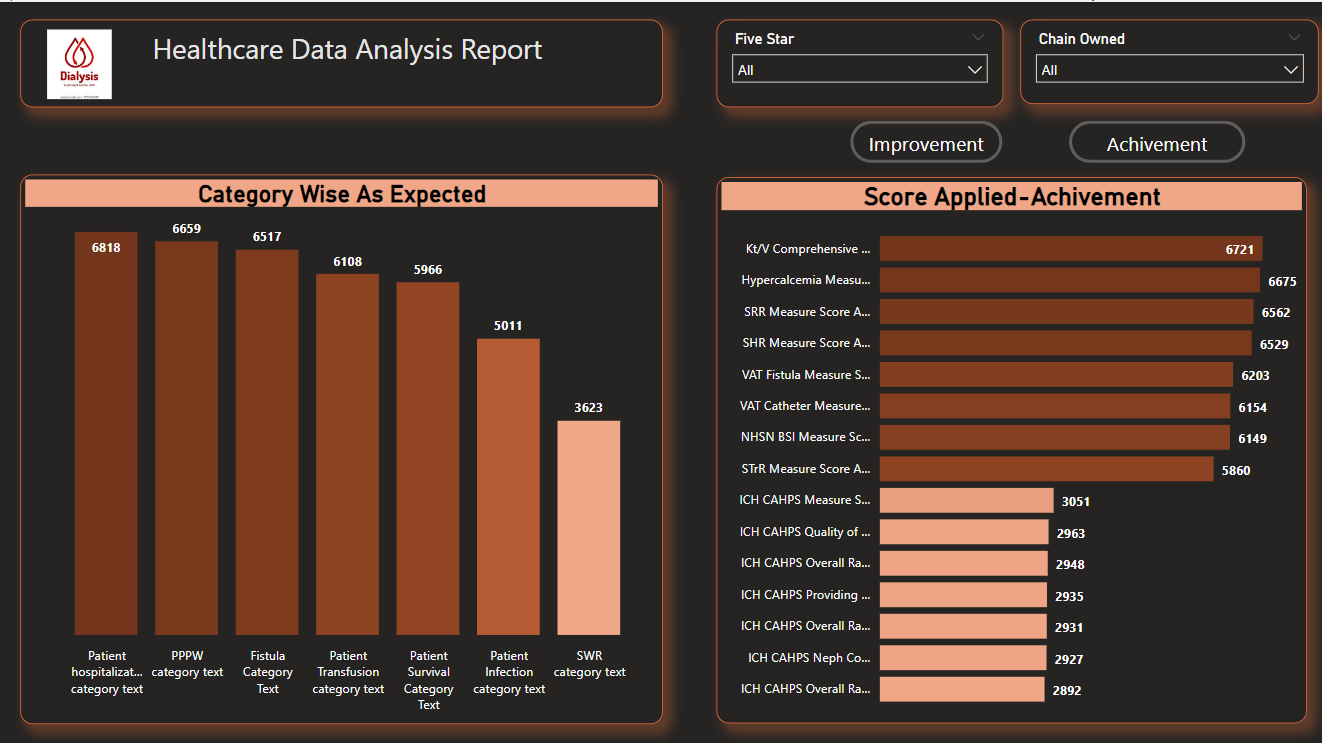 Dialysis
Healthcare Data Analysis Report
Five Star
All
Chain Owned
All
Improvement
Achivement
Category Wise As Expected
6818
6659
6517
6108
5966
5011
3623
Patient
hospitalizat...
category text
PPPW
category text
Fistula
Category
Text
Patient
Transfusion
category text
Patient
Survival
Category
Text
Patient
Infection
category text
SWR
category text
Score Applied-Achivement
Kt/V Comprehensive ... 6721
Hypercalcemia Measu... 6675
SRR Measure Score A... 6562
SHR Measure Score A... 6529
VAT Fistula Measure S... 6203
VAT Catheter Measure... 6154
NHSN BSI Measure Sc... 6149
STrR Measure Score A... 5860
ICH CAHPS Measure S... 3051
ICH CAHPS Quality of ... 2963
ICH CAHPS Overall Ra... 2948
ICH CAHPS Providing ... 2935
ICH CAHPS Overall Ra... 2931
ICH CAHPS Neph Co... 2927
ICH CAHPS Overall Ra... 2892